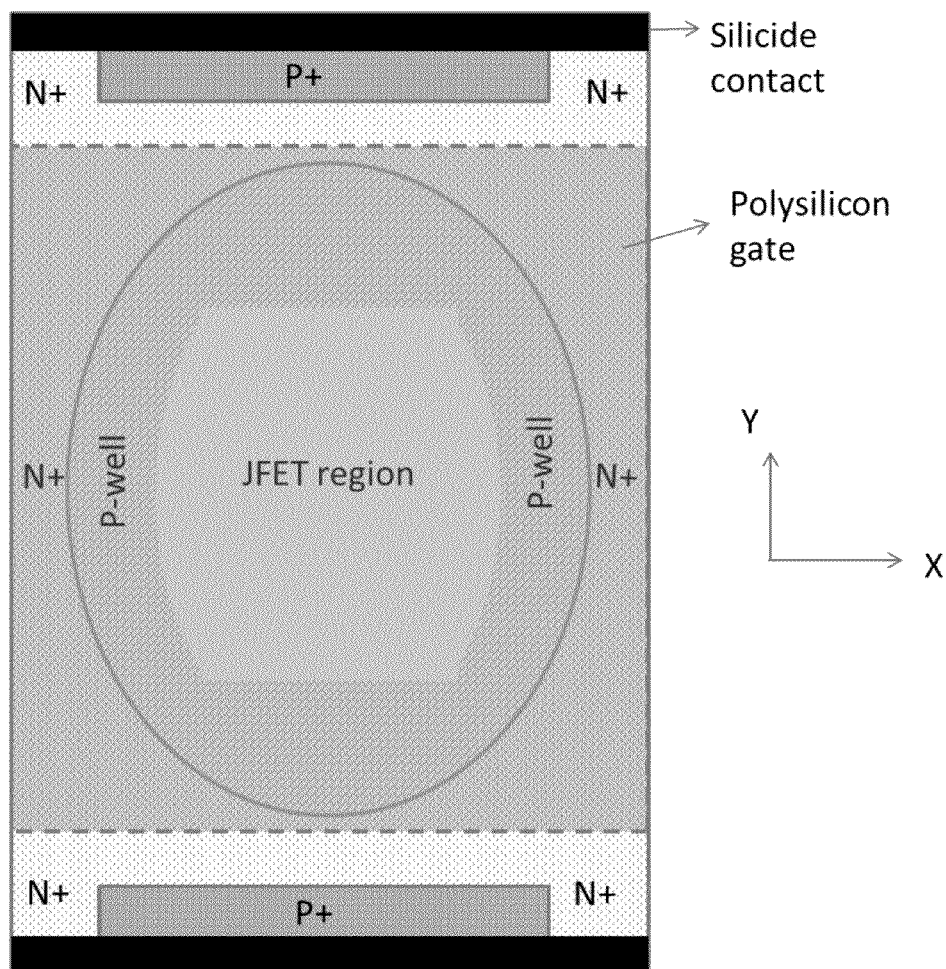 Silicide
contact
P+
N+
N+
Polysilicon
gate
P-well
P-well
Y
JFET region
N+
N+
X
N+
N+
P+